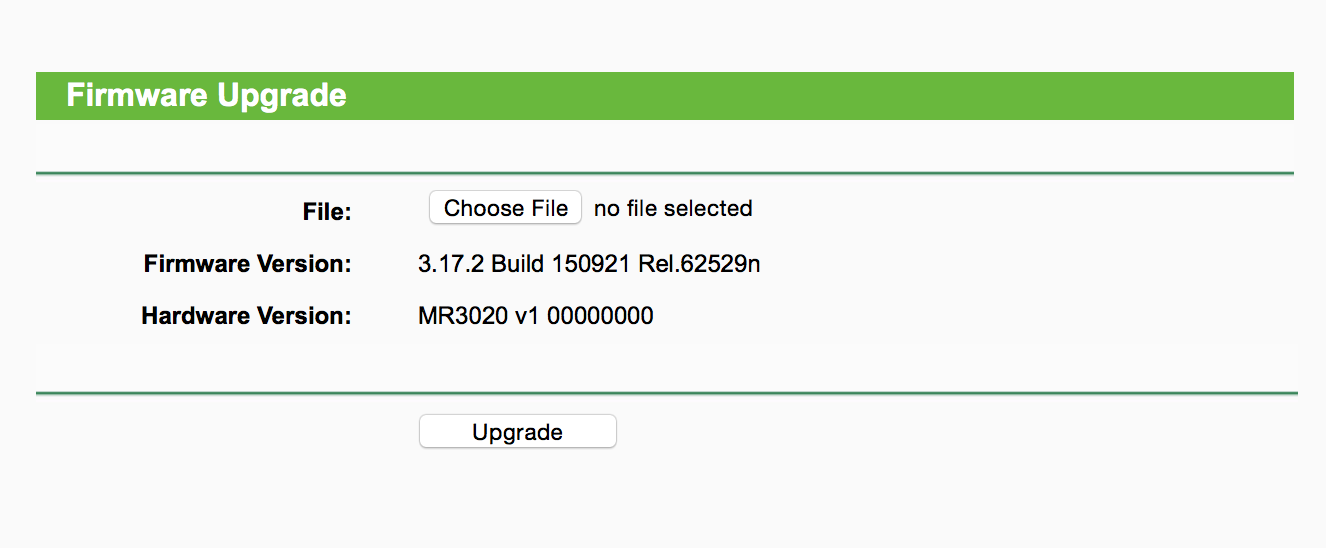 Firmware Upgrade
File: Choose File no file selected
Firmware Version: 3.17.2 Build 150921 Rel.62529n
Hardware Version: MR3020 v1 00000000
Upgrade